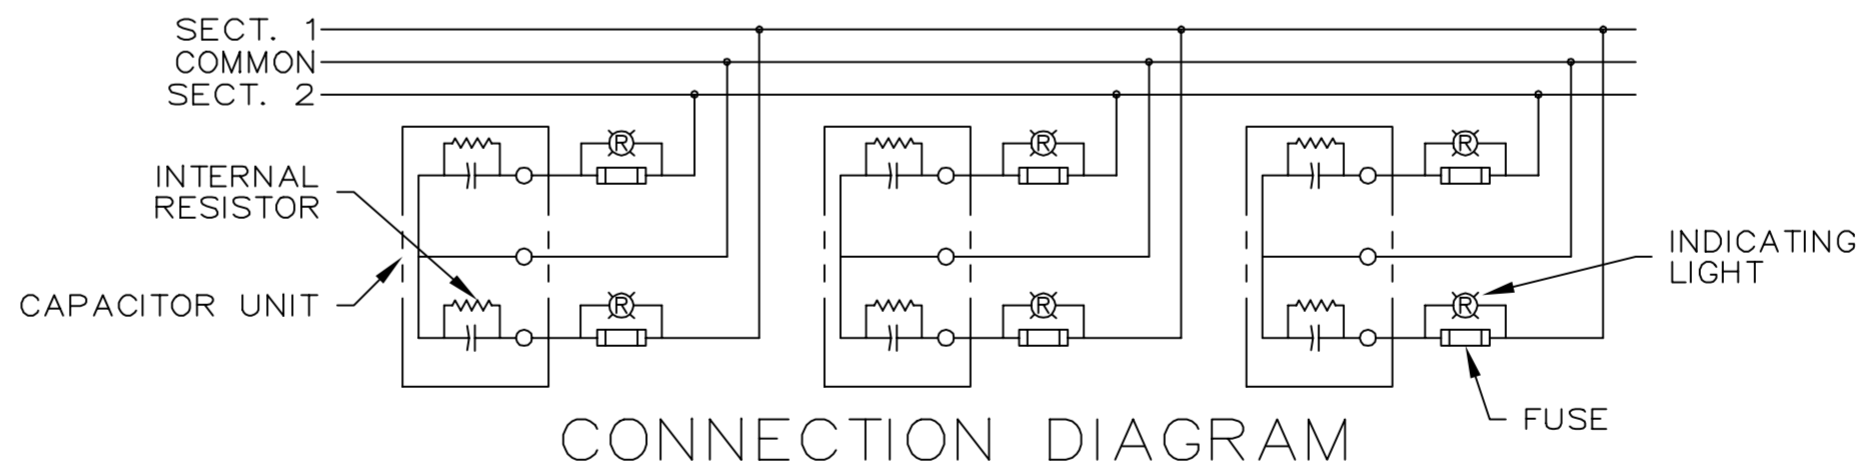 SECT. 1
COMMON
SECT. 2
R
R
R
INTERNAL
RESISTOR
INDICATING
LIGHT
CAPACITOR UNIT
R
R
R
FUSE
CONNECTION DIAGRAM